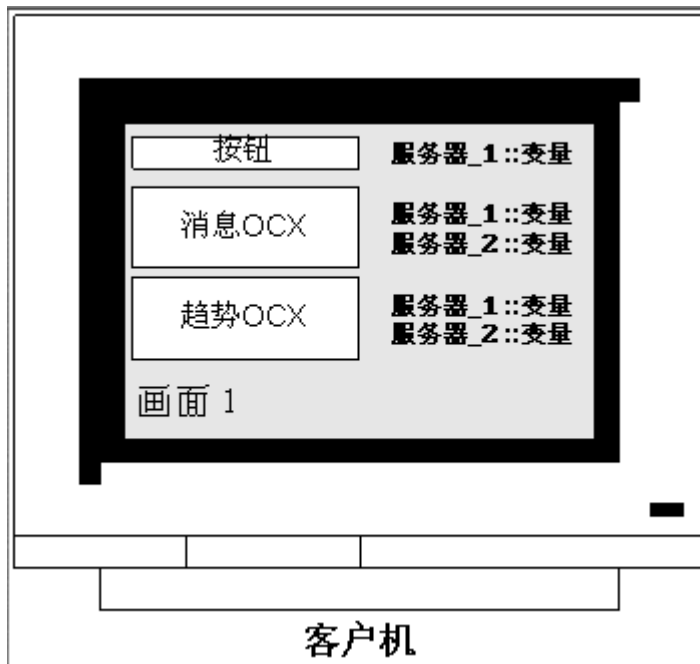 按钮 服务器_1::变量
消息OCX 服务器_1::变量
服务器_2::变量
趋势OCX 服务器_1::变量
服务器_2::变量
画面 1
客户机